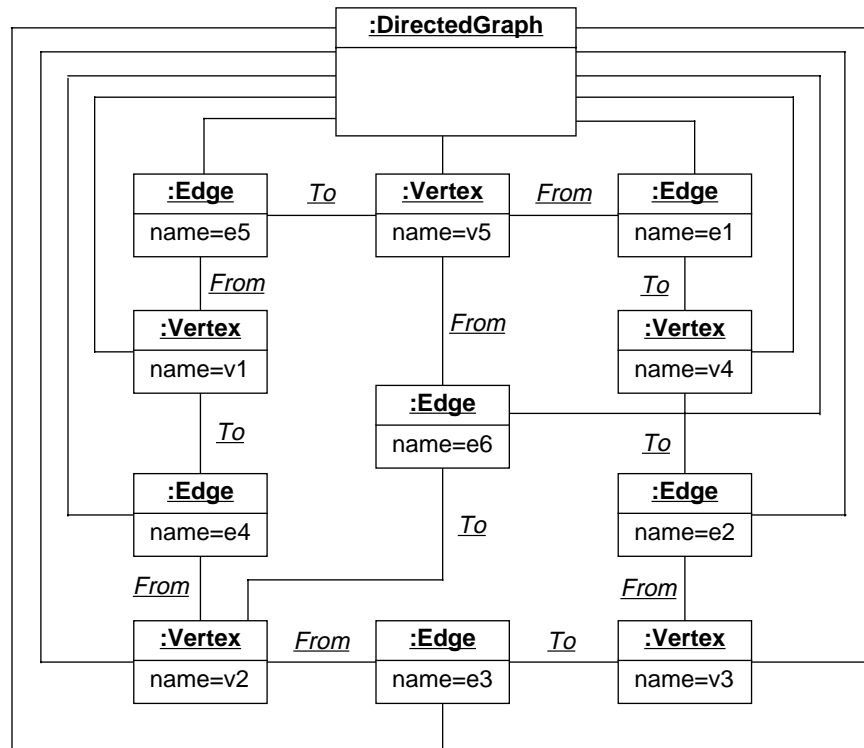 :DirectedGraph
:Edge
name=e5
To
:Vertex
name=v5
From
:Edge
name=e1
From
To
:Vertex
name=v1
From
:Vertex
name=v4
:Edge
name=e6
To
To
:Edge
name=e4
To
:Edge
name=e2
From
From
:Vertex
name=v2
From
:Edge
name=e3
To
:Vertex
name=v3